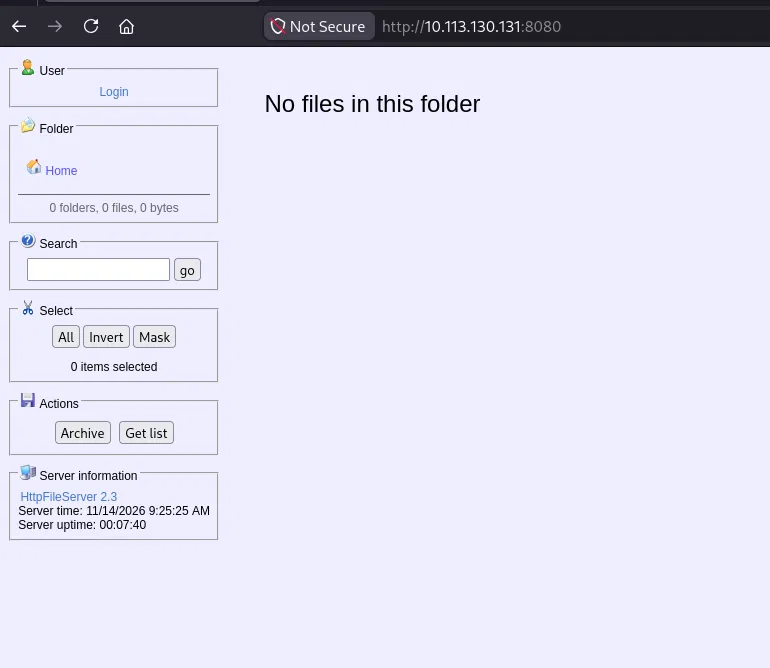 Not Secure http://10.113.130.131:8080
User
Login
Folder
Home
0 folders, 0 files, 0 bytes
Search
go
Select
All Invert Mask
0 items selected
Actions
Archive Get list
Server information
HttpFileServer 2.3
Server time: 11/14/2026 9:25:25 AM
Server uptime: 00:07:40
No files in this folder